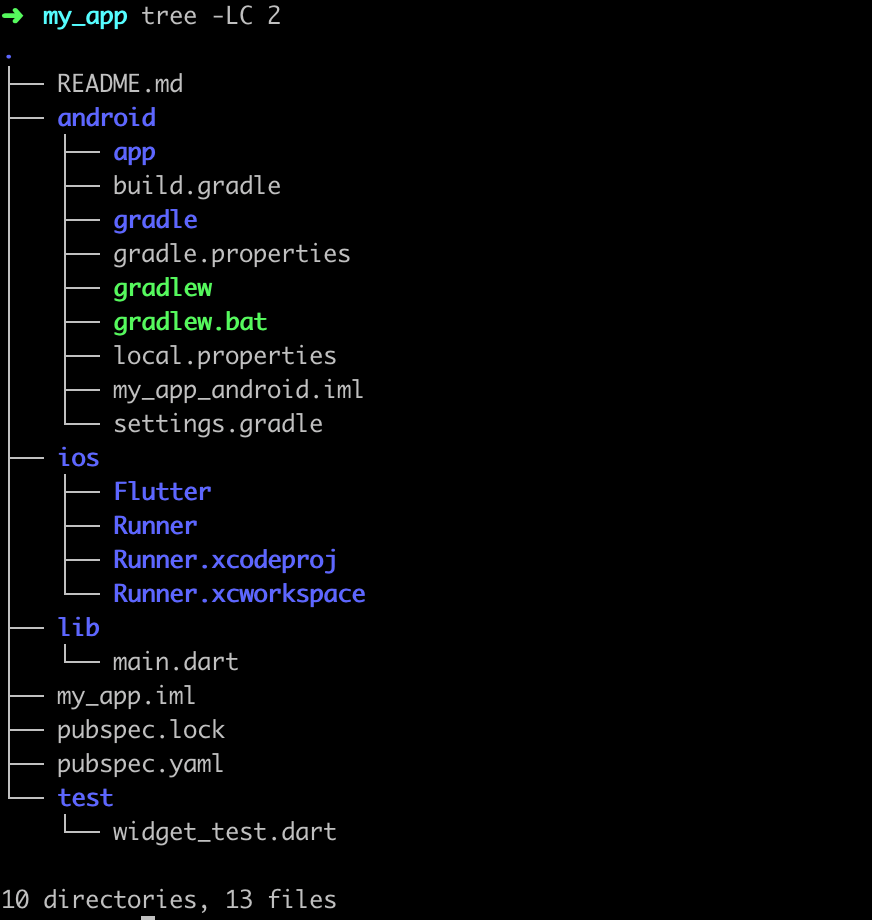 ➜ my_app tree -LC 2
.
├── README.md
├── android
│   ├── app
│   ├── build.gradle
│   ├── gradle
│   ├── gradle.properties
│   ├── gradlew
│   ├── gradlew.bat
│   ├── local.properties
│   ├── my_app_android.iml
│   └── settings.gradle
├── ios
│   ├── Flutter
│   ├── Runner
│   ├── Runner.xcodeproj
│   └── Runner.xcworkspace
├── lib
│   └── main.dart
├── my_app.iml
├── pubspec.lock
├── pubspec.yaml
└── test
    └── widget_test.dart
10 directories, 13 files